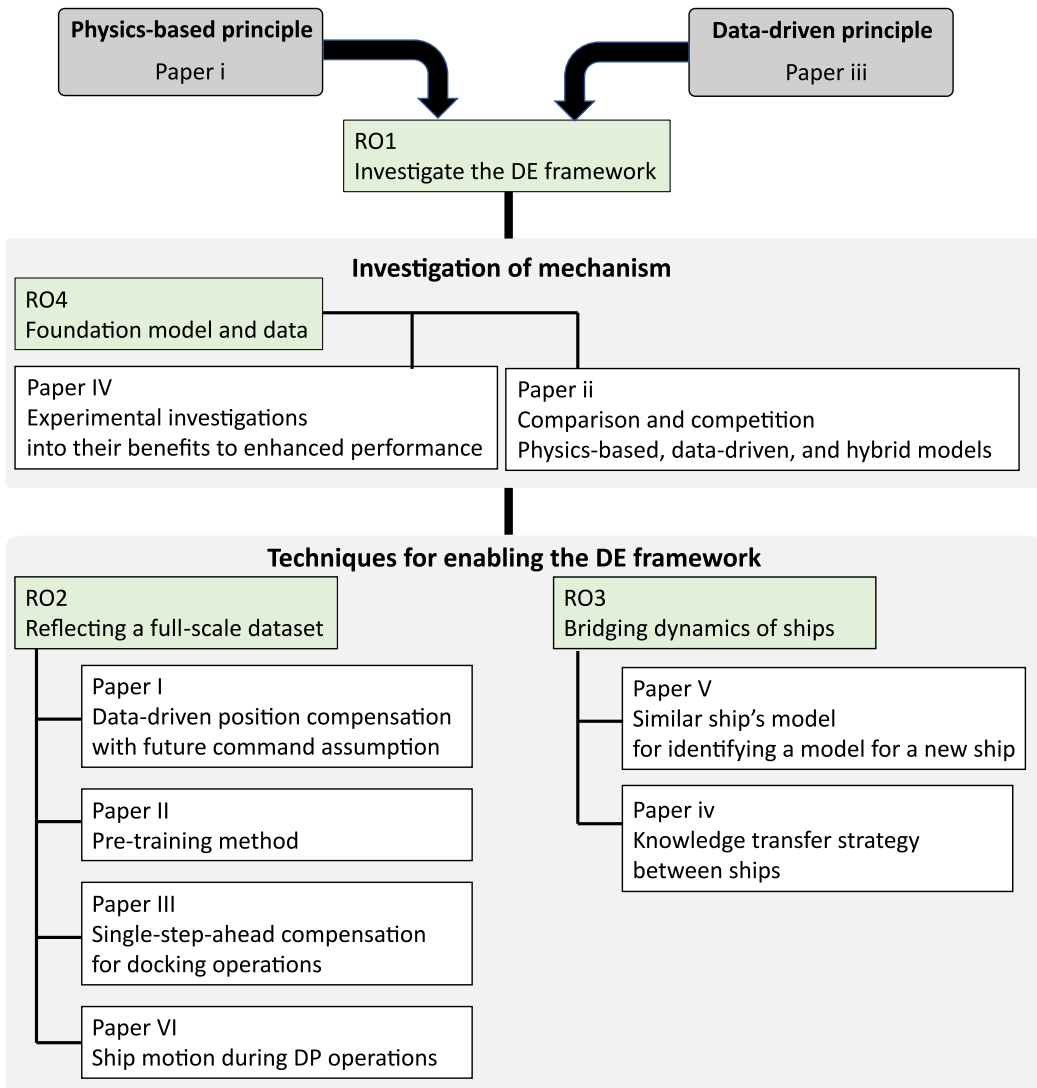 Physics-based principle
Paper i
Data-driven principle
Paper iii
RO1
Investigate the DE framework
Investigation of mechanism
RO4
Foundation model and data
Paper IV
Experimental investigations
into their benefits to enhanced performance
Paper ii
Comparison and competition
Physics-based, data-driven, and hybrid models
Techniques for enabling the DE framework
RO2
Reflecting a full-scale dataset
Paper I
Data-driven position compensation
with future command assumption
Paper II
Pre-training method
Paper III
Single-step-ahead compensation
for docking operations
Paper VI
Ship motion during DP operations
RO3
Bridging dynamics of ships
Paper V
Similar ship’s model
for identifying a model for a new ship
Paper iv
Knowledge transfer strategy
between ships